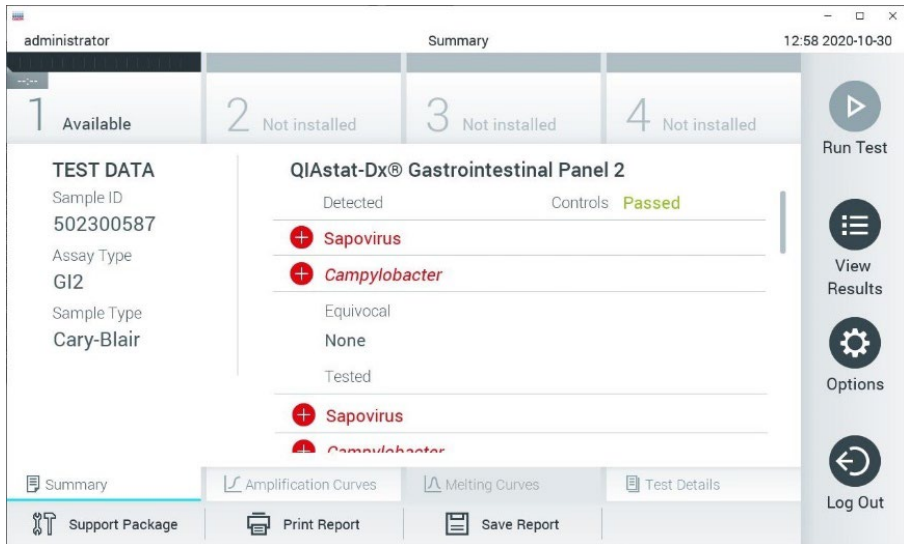 administrator Summary 12:58 2020-10-30
--:--
1 Available 2 Not installed 3 Not installed 4 Not installed
Run Test
TEST DATA
Sample ID
502300587
Assay Type
GI2
Sample Type
Cary-Blair
QIAstat-Dx® Gastrointestinal Panel 2
Detected Controls Passed
Sapovirus
Campylobacter
Equivocal
None
Tested
Sapovirus
Campylobacter
View
Results
Options
Log Out
Summary Amplification Curves Melting Curves Test Details
Support Package Print Report Save Report